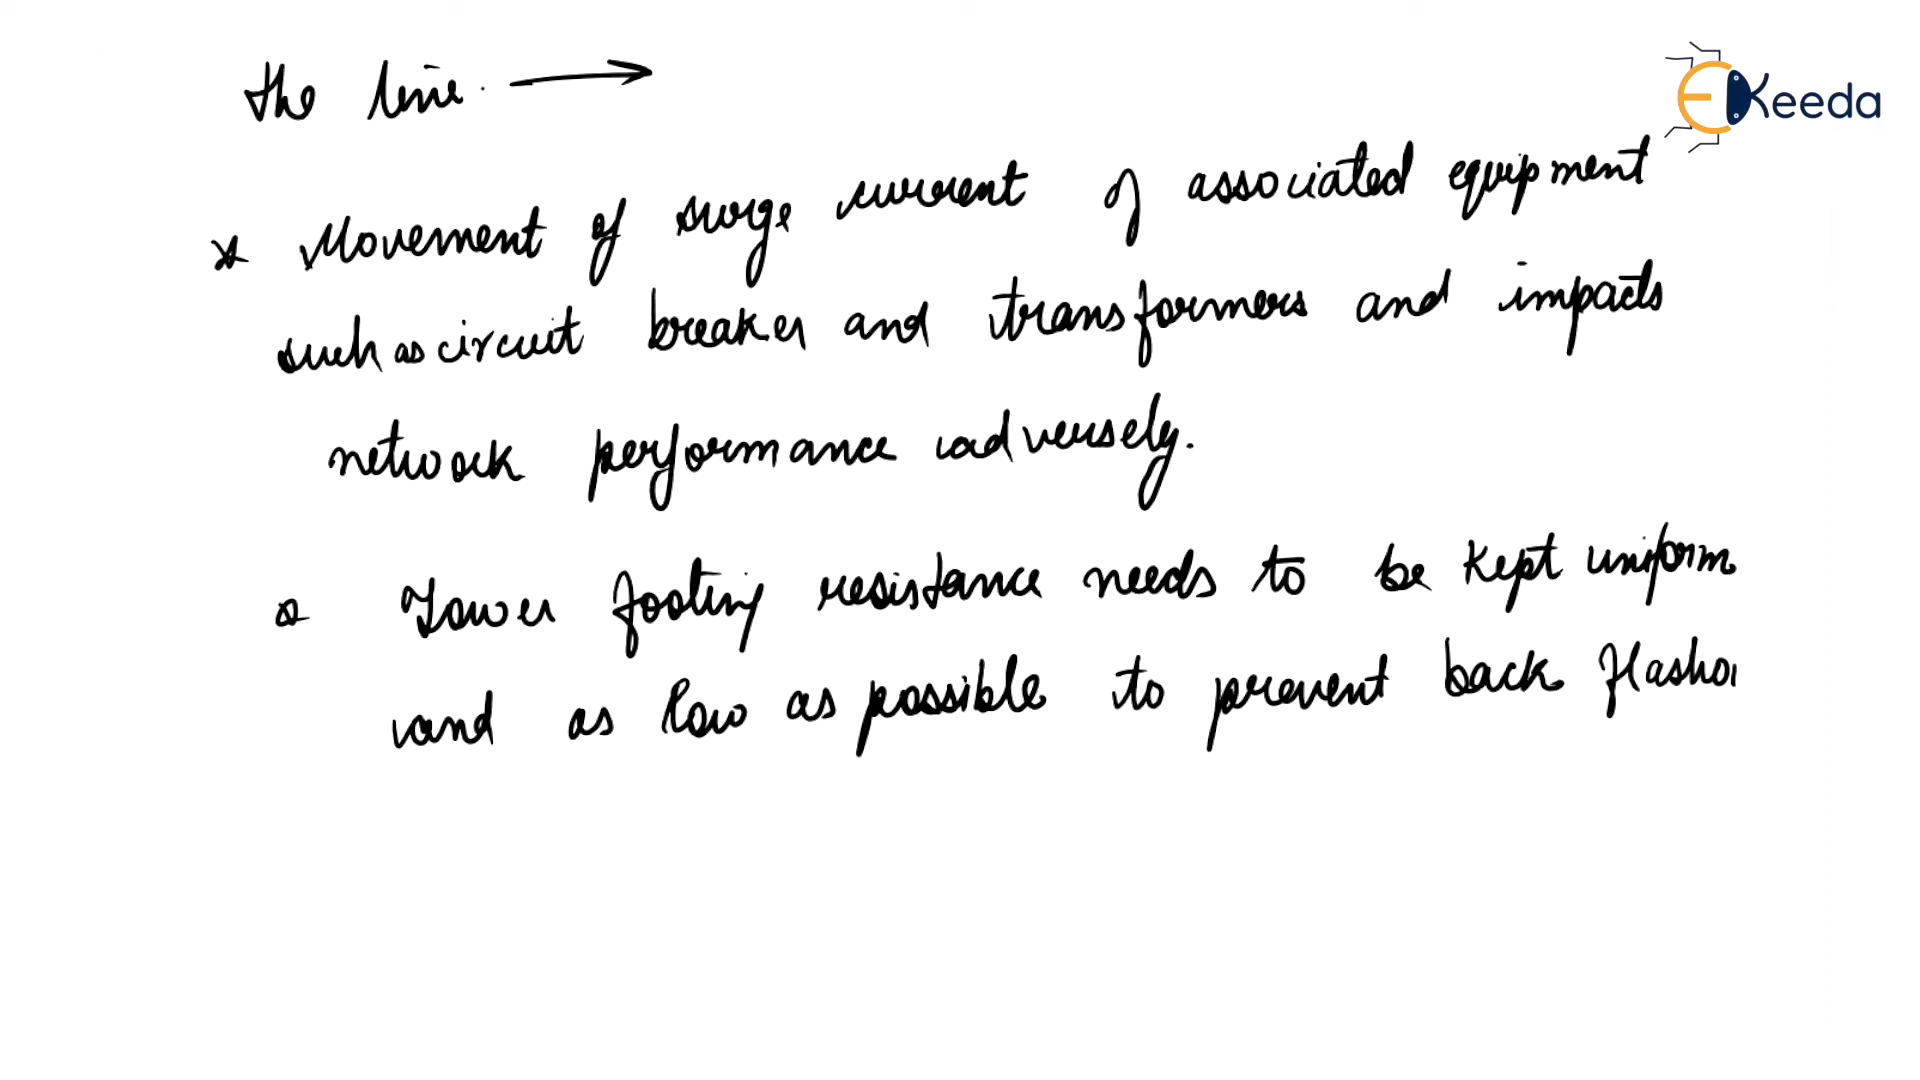 the line. →
EKeeda
* Movement of surge current of associated equipment
such as circuit breaker and transformers and impacts
network performance adversely.
* Tower footing resistance needs to be kept uniform
and as low as possible to prevent back flasho